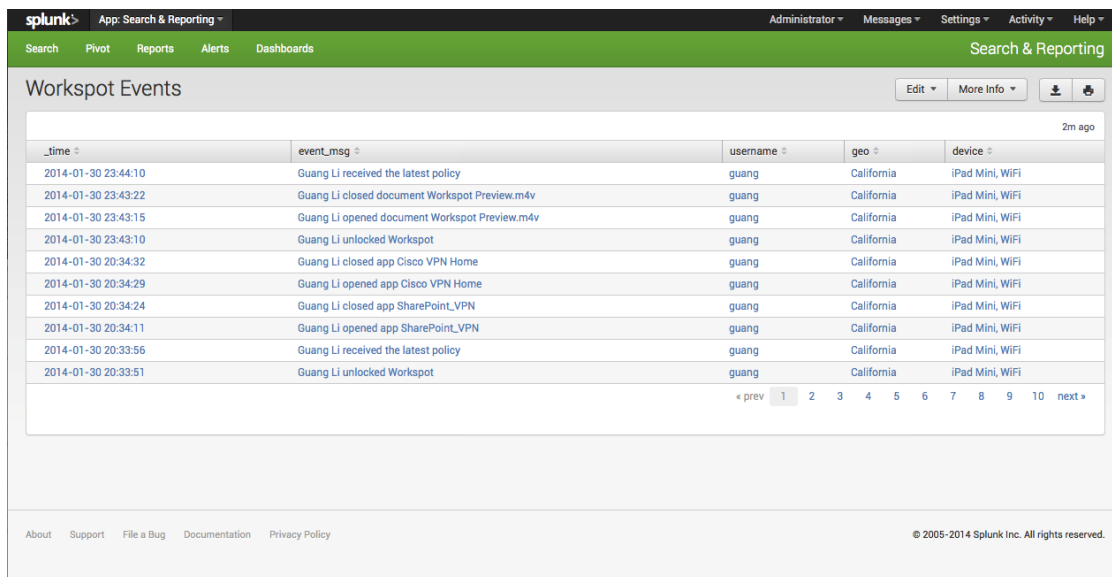 splunk> App: Search & Reporting Administrator Messages Settings Activity Help
Search Pivot Reports Alerts Dashboards Search & Reporting
Workspot Events Edit More Info
2m ago
_time event_msg username geo device
2014-01-30 23:44:10 Guang Li received the latest policy guang California iPad Mini, WiFi
2014-01-30 23:43:22 Guang Li closed document Workspot Preview.m4v guang California iPad Mini, WiFi
2014-01-30 23:43:15 Guang Li opened document Workspot Preview.m4v guang California iPad Mini, WiFi
2014-01-30 23:43:10 Guang Li unlocked Workspot guang California iPad Mini, WiFi
2014-01-30 20:34:32 Guang Li closed app Cisco VPN Home guang California iPad Mini, WiFi
2014-01-30 20:34:29 Guang Li opened app Cisco VPN Home guang California iPad Mini, WiFi
2014-01-30 20:34:24 Guang Li closed app SharePoint_VPN guang California iPad Mini, WiFi
2014-01-30 20:34:11 Guang Li opened app SharePoint_VPN guang California iPad Mini, WiFi
2014-01-30 20:33:56 Guang Li received the latest policy guang California iPad Mini, WiFi
2014-01-30 20:33:51 Guang Li unlocked Workspot guang California iPad Mini, WiFi
« prev 1 2 3 4 5 6 7 8 9 10 next »
About Support File a Bug Documentation Privacy Policy © 2005-2014 Splunk Inc. All rights reserved.